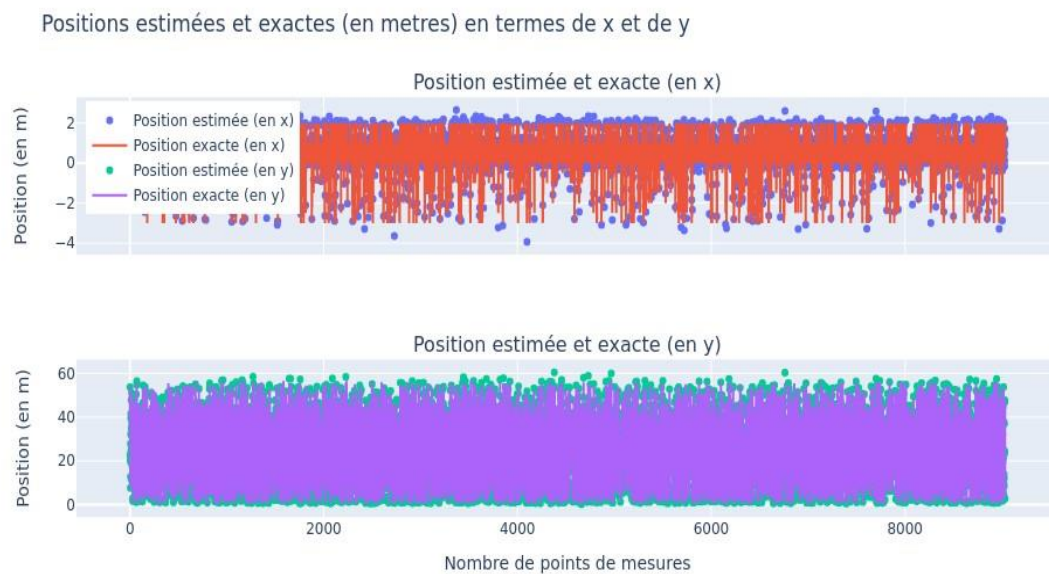 Positions estimées et exactes (en metres) en termes de x et de y
Position estimée et exacte (en x)
Position (en m)
2
0
−2
−4
Position estimée (en x)
Position exacte (en x)
Position estimée (en y)
Position exacte (en y)
Position estimée et exacte (en y)
Position (en m)
60
40
20
0
0
2000
4000
6000
8000
Nombre de points de mesures